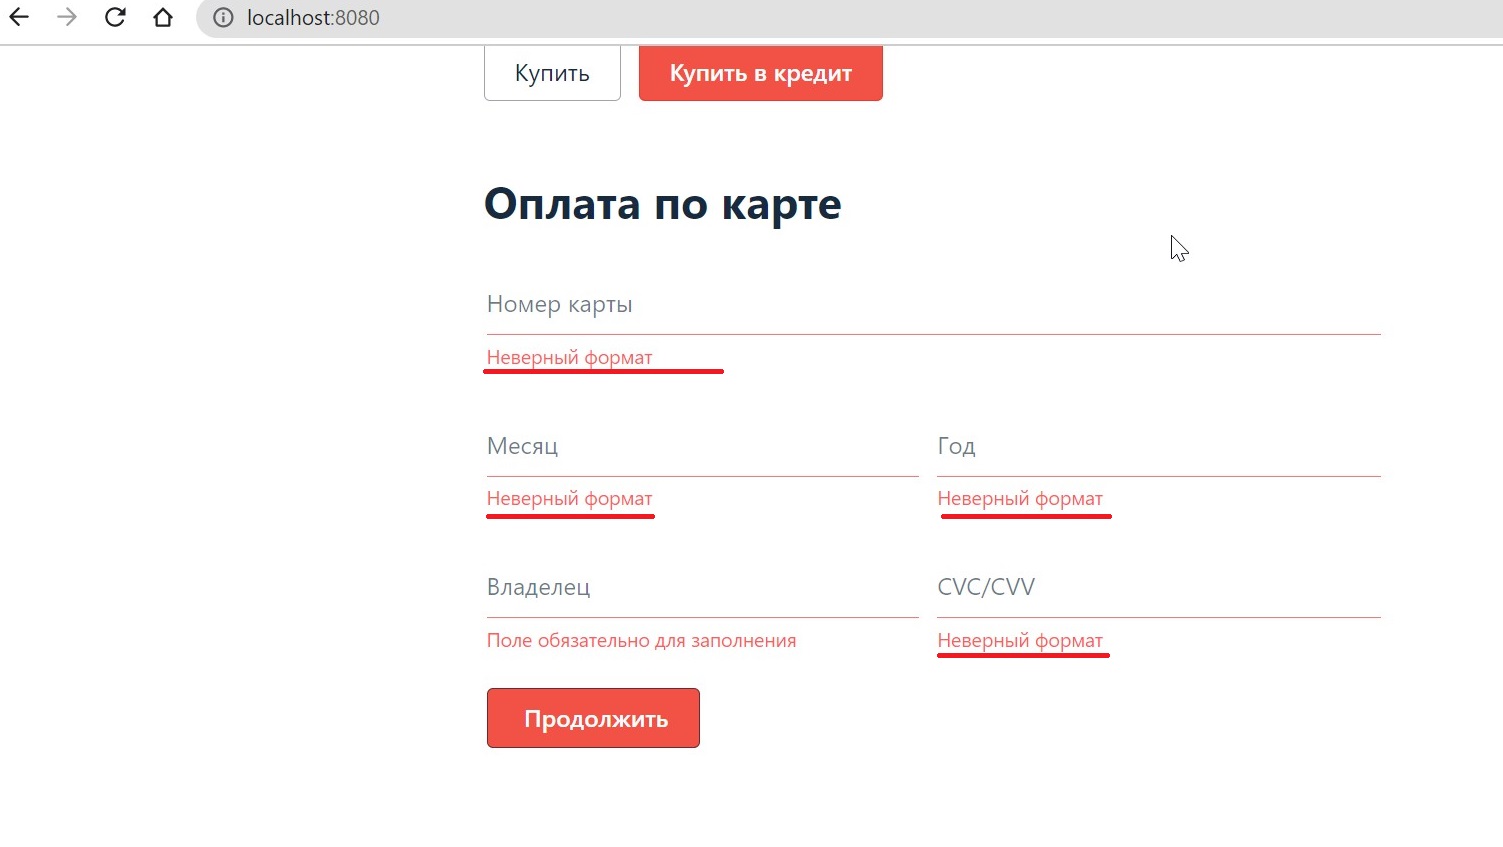 localhost:8080
Купить Купить в кредит
Оплата по карте
Номер карты
Неверный формат
Месяц Год
Неверный формат Неверный формат
Владелец CVC/CVV
Поле обязательно для заполнения Неверный формат
Продолжить